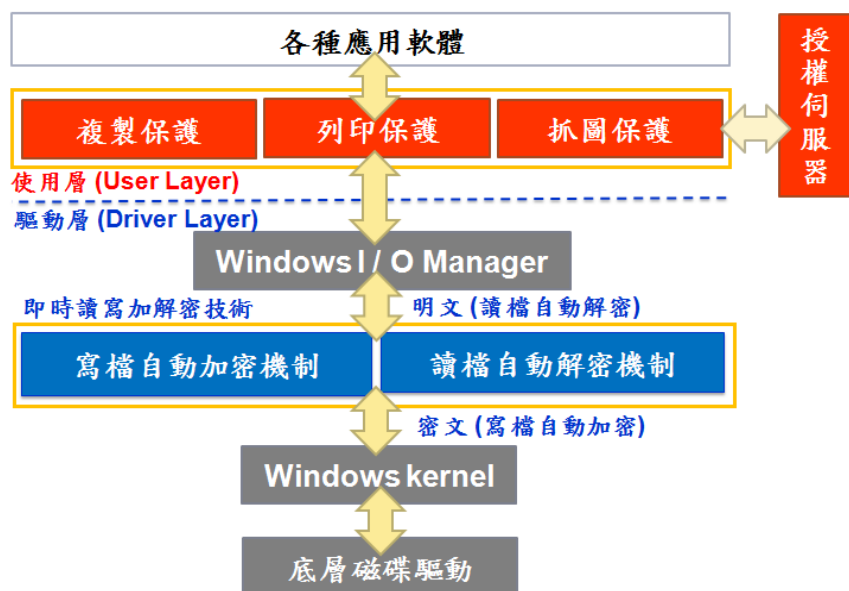 各種應用軟體
授權伺服器
複製保護
列印保護
抓圖保護
使用層 (User Layer)
驅動層 (Driver Layer)
Windows I / O Manager
即時讀寫加解密技術
明文 (讀檔自動解密)
寫檔自動加密機制
讀檔自動解密機制
密文 (寫檔自動加密)
Windows kernel
底層磁碟驅動